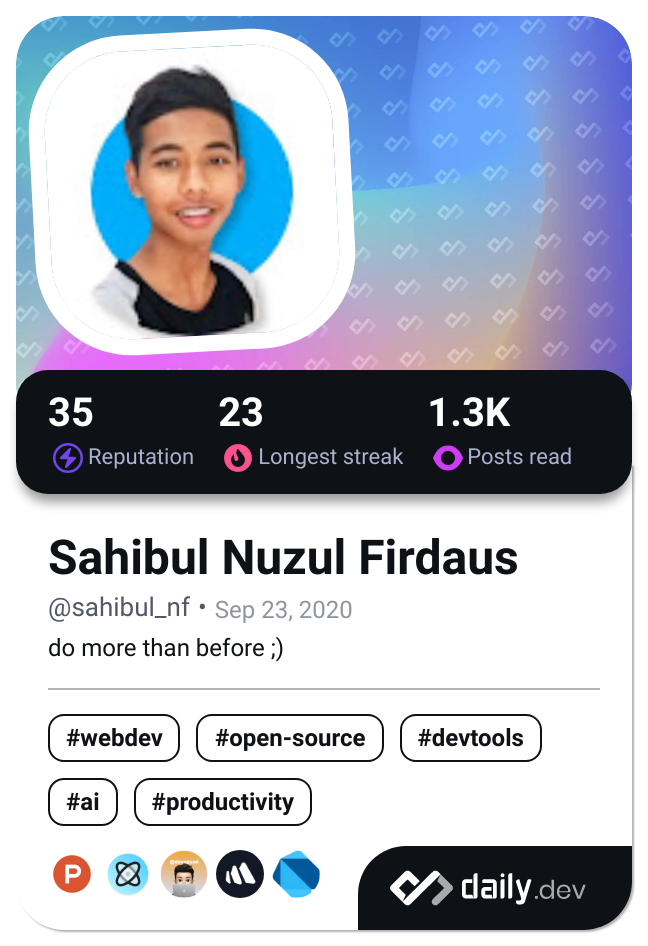 35 23 1.3K
Reputation Longest streak Posts read
Sahibul Nuzul Firdaus
@sahibul_nf • Sep 23, 2020
do more than before ;)
#webdev #open-source #devtools
#ai #productivity
P
daily.dev